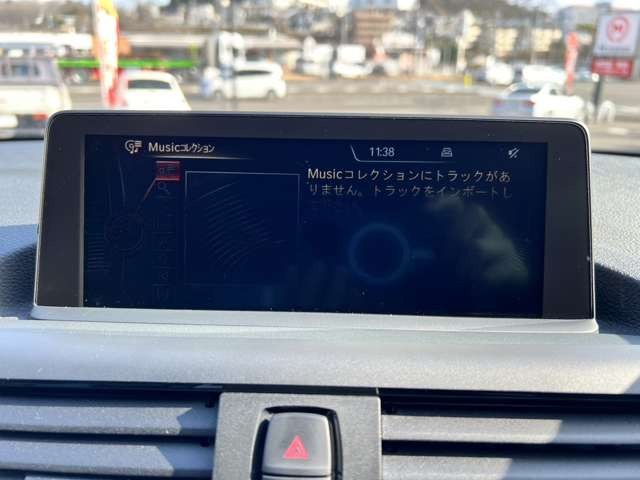 Musicコレクション
11:38
Musicコレクションにトラックがあ
りません。トラックをインポートし